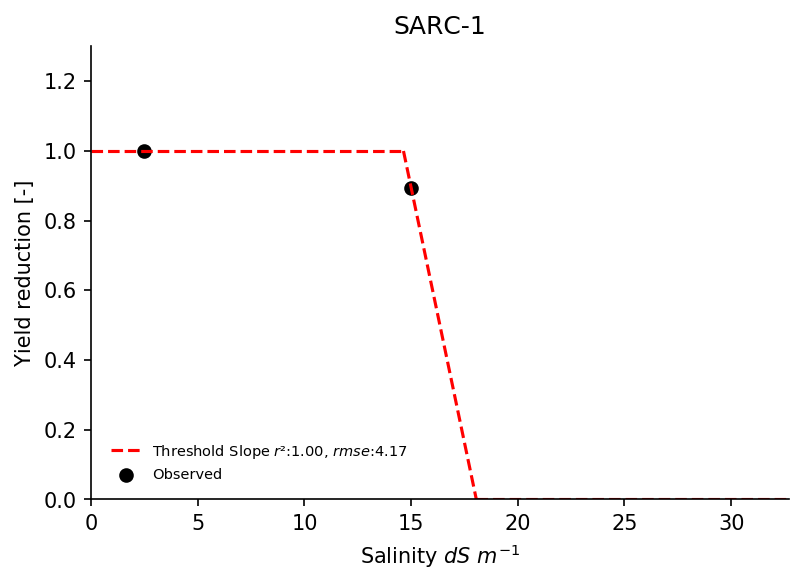 SARC-1
1.2
1.0
0.8
0.6
0.4
0.2
0.0
Yield reduction [-]
Threshold Slope r²:1.00, rmse:4.17
Observed
0 5 10 15 20 25 30
Salinity dS m⁻¹